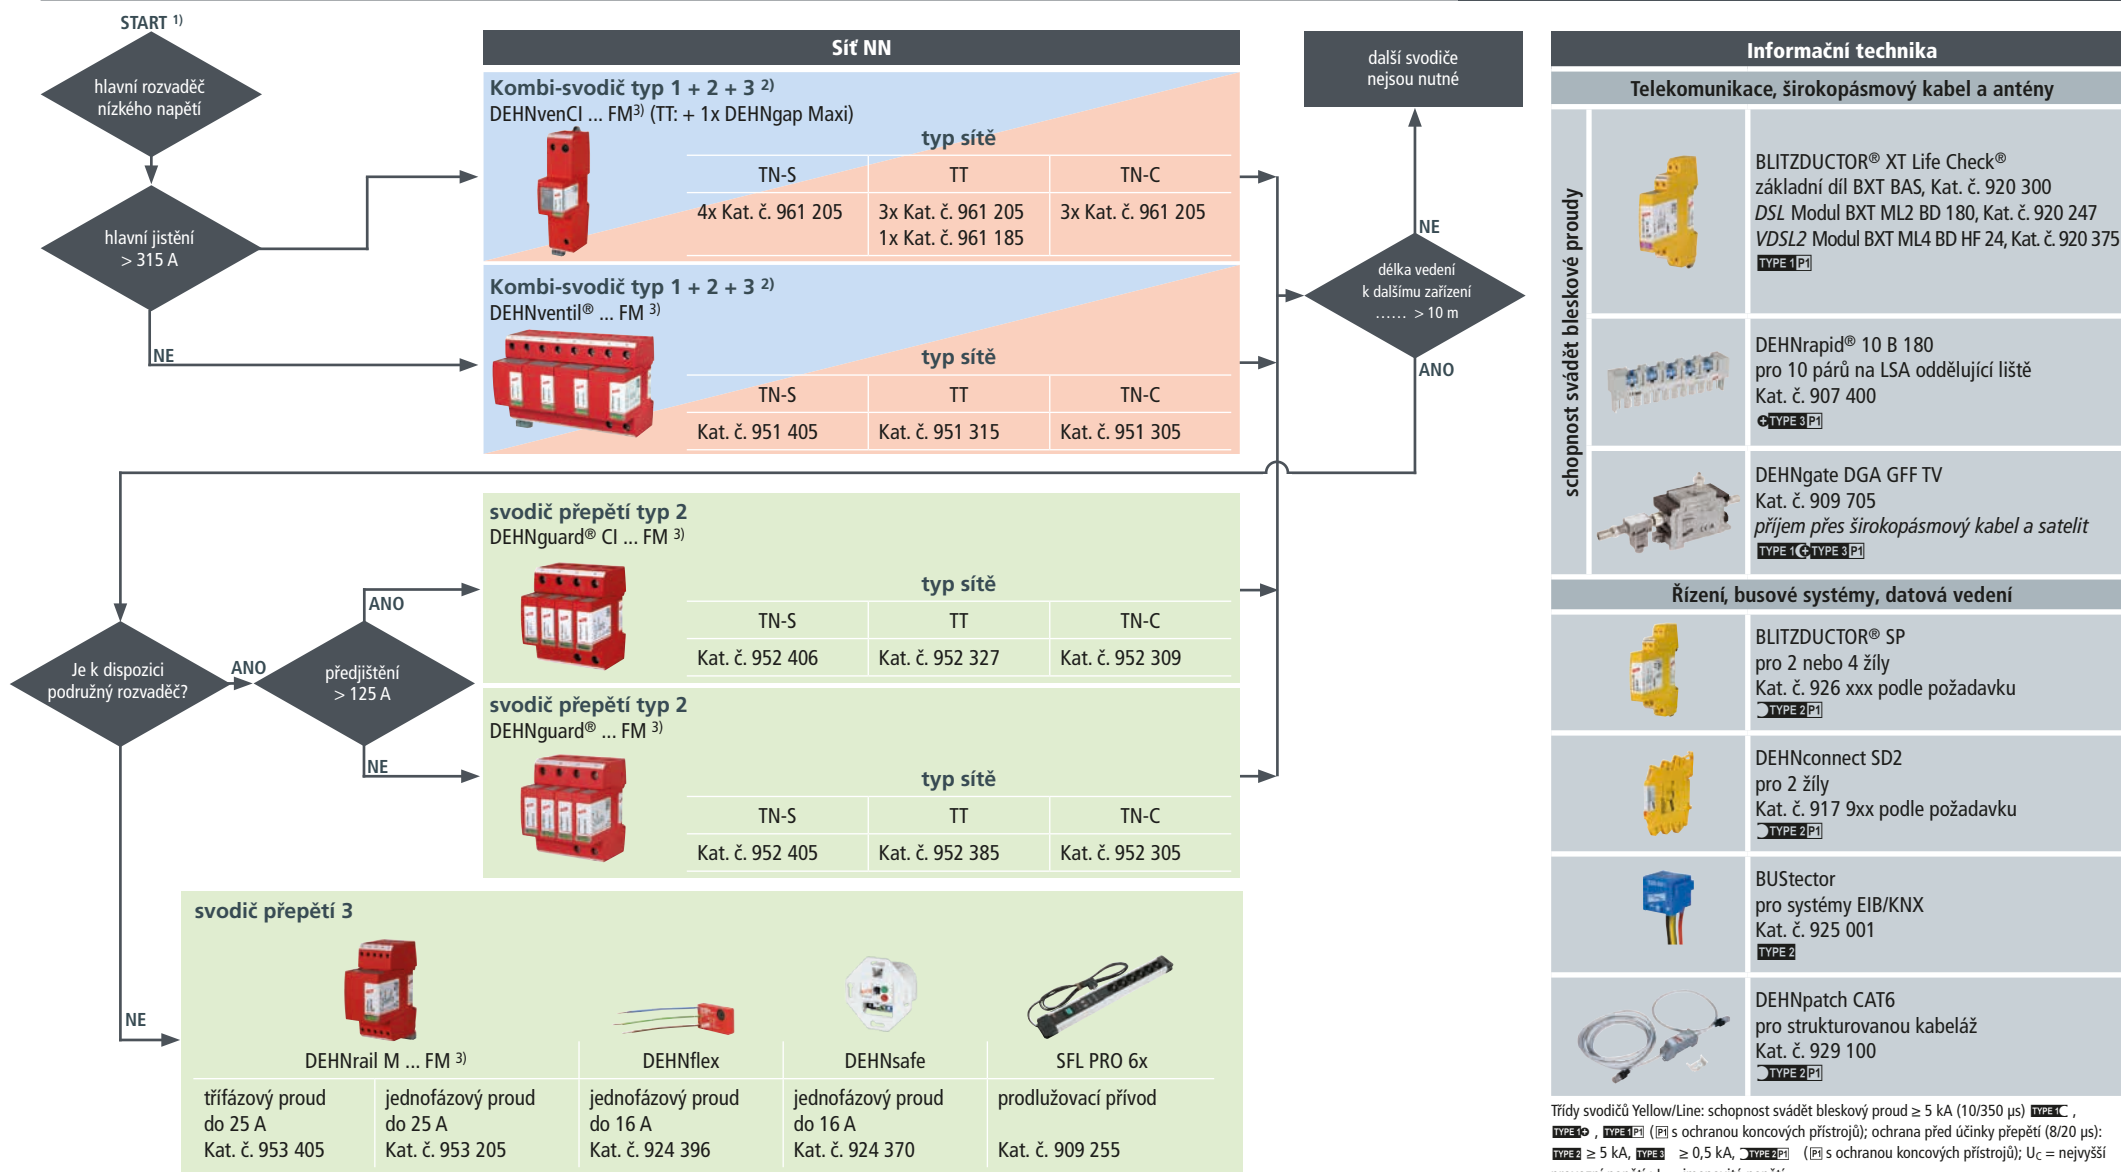 START 1)
hlavní rozvaděč
nízkého napětí
hlavní jistění
> 315 A
NE
Síť NN
Kombi-svodič typ 1 + 2 + 3 2)
DEHNvenCI ... FM3) (TT: + 1x DEHNgap Maxi)
typ sítě
TN-S TT TN-C
4x Kat. č. 961 205 3x Kat. č. 961 205 3x Kat. č. 961 205
1x Kat. č. 961 185
Kombi-svodič typ 1 + 2 + 3 2)
DEHNventil® ... FM 3)
typ sítě
TN-S TT TN-C
Kat. č. 951 405 Kat. č. 951 315 Kat. č. 951 305
další svodiče
nejsou nutné
NE
délka vedení
k dalšímu zařízení
...... > 10 m
ANO
Je k dispozici
podružný rozvaděč?
ANO
předjištění
> 125 A
ANO
NE
svodič přepětí typ 2
DEHNguard® CI ... FM 3)
typ sítě
TN-S TT TN-C
Kat. č. 952 406 Kat. č. 952 327 Kat. č. 952 309
svodič přepětí typ 2
DEHNguard® ... FM 3)
typ sítě
TN-S TT TN-C
Kat. č. 952 405 Kat. č. 952 385 Kat. č. 952 305
NE
svodič přepětí 3
DEHNrail M ... FM 3) DEHNflex DEHNsafe SFL PRO 6x
třífázový proud jednofázový proud jednofázový proud jednofázový proud prodlužovací přívod
do 25 A do 25 A do 16 A do 16 A
Kat. č. 953 405 Kat. č. 953 205 Kat. č. 924 396 Kat. č. 924 370 Kat. č. 909 255
Informační technika
Telekomunikace, širokopásmový kabel a antény
schopnost svádět bleskové proudy
BLITZDUCTOR® XT Life Check®
základní díl BXT BAS, Kat. č. 920 300
DSL Modul BXT ML2 BD 180, Kat. č. 920 247
VDSL2 Modul BXT ML4 BD HF 24, Kat. č. 920 375
TYPE 1 P1
DEHNrapid® 10 B 180
pro 10 párů na LSA oddělující liště
Kat. č. 907 400
TYPE 3 P1
DEHNgate DGA GFF TV
Kat. č. 909 705
příjem přes širokopásmový kabel a satelit
TYPE 1 TYPE 3 P1
Řízení, busové systémy, datová vedení
BLITZDUCTOR® SP
pro 2 nebo 4 žíly
Kat. č. 926 xxx podle požadavku
TYPE 2 P1
DEHNconnect SD2
pro 2 žíly
Kat. č. 917 9xx podle požadavku
TYPE 2 P1
BUStector
pro systémy EIB/KNX
Kat. č. 925 001
TYPE 2
DEHNpatch CAT6
pro strukturovanou kabeláž
Kat. č. 929 100
TYPE 2 P1
Třídy svodičů Yellow/Line: schopnost svádět bleskový proud ≥ 5 kA (10/350 µs) TYPE 1 ,
TYPE 1 , TYPE 1 P1 ( P1 s ochranou koncových přístrojů); ochrana před účinky přepětí (8/20 µs):
TYPE 2 ≥ 5 kA, TYPE 3 ≥ 0,5 kA, TYPE 2 P1 ( P1 s ochranou koncových přístrojů); UC = nejvyšší